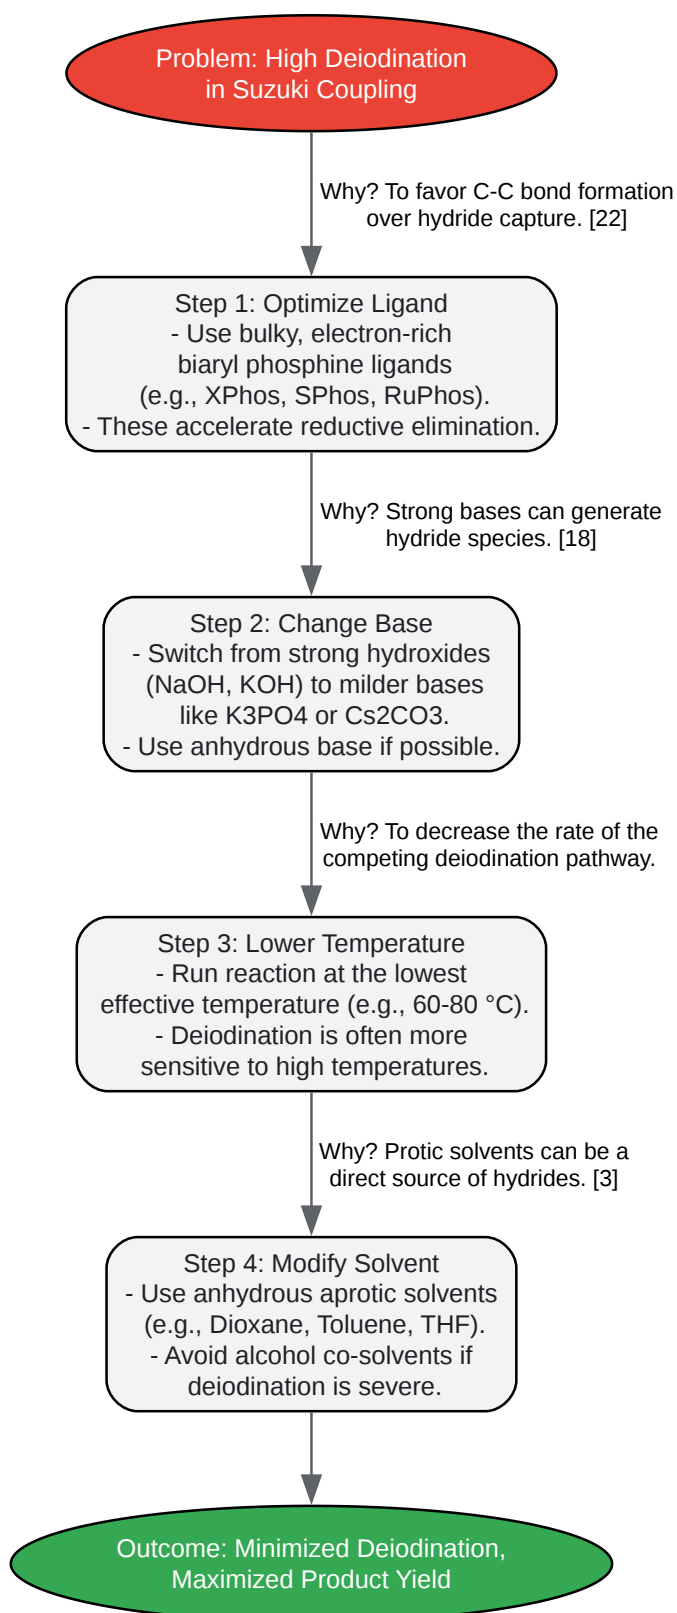 Problem: High Deiodination
in Suzuki Coupling
Why? To favor C-C bond formation
over hydride capture. [22]
Step 1: Optimize Ligand
- Use bulky, electron-rich
biaryl phosphine ligands
(e.g., XPhos, SPhos, RuPhos).
- These accelerate reductive elimination.
Why? Strong bases can generate
hydride species. [18]
Step 2: Change Base
- Switch from strong hydroxides
(NaOH, KOH) to milder bases
like K3PO4 or Cs2CO3.
- Use anhydrous base if possible.
Why? To decrease the rate of the
competing deiodination pathway.
Step 3: Lower Temperature
- Run reaction at the lowest
effective temperature (e.g., 60-80 °C).
- Deiodination is often more
sensitive to high temperatures.
Why? Protic solvents can be a
direct source of hydrides. [3]
Step 4: Modify Solvent
- Use anhydrous aprotic solvents
(e.g., Dioxane, Toluene, THF).
- Avoid alcohol co-solvents if
deiodination is severe.
Outcome: Minimized Deiodination,
Maximized Product Yield